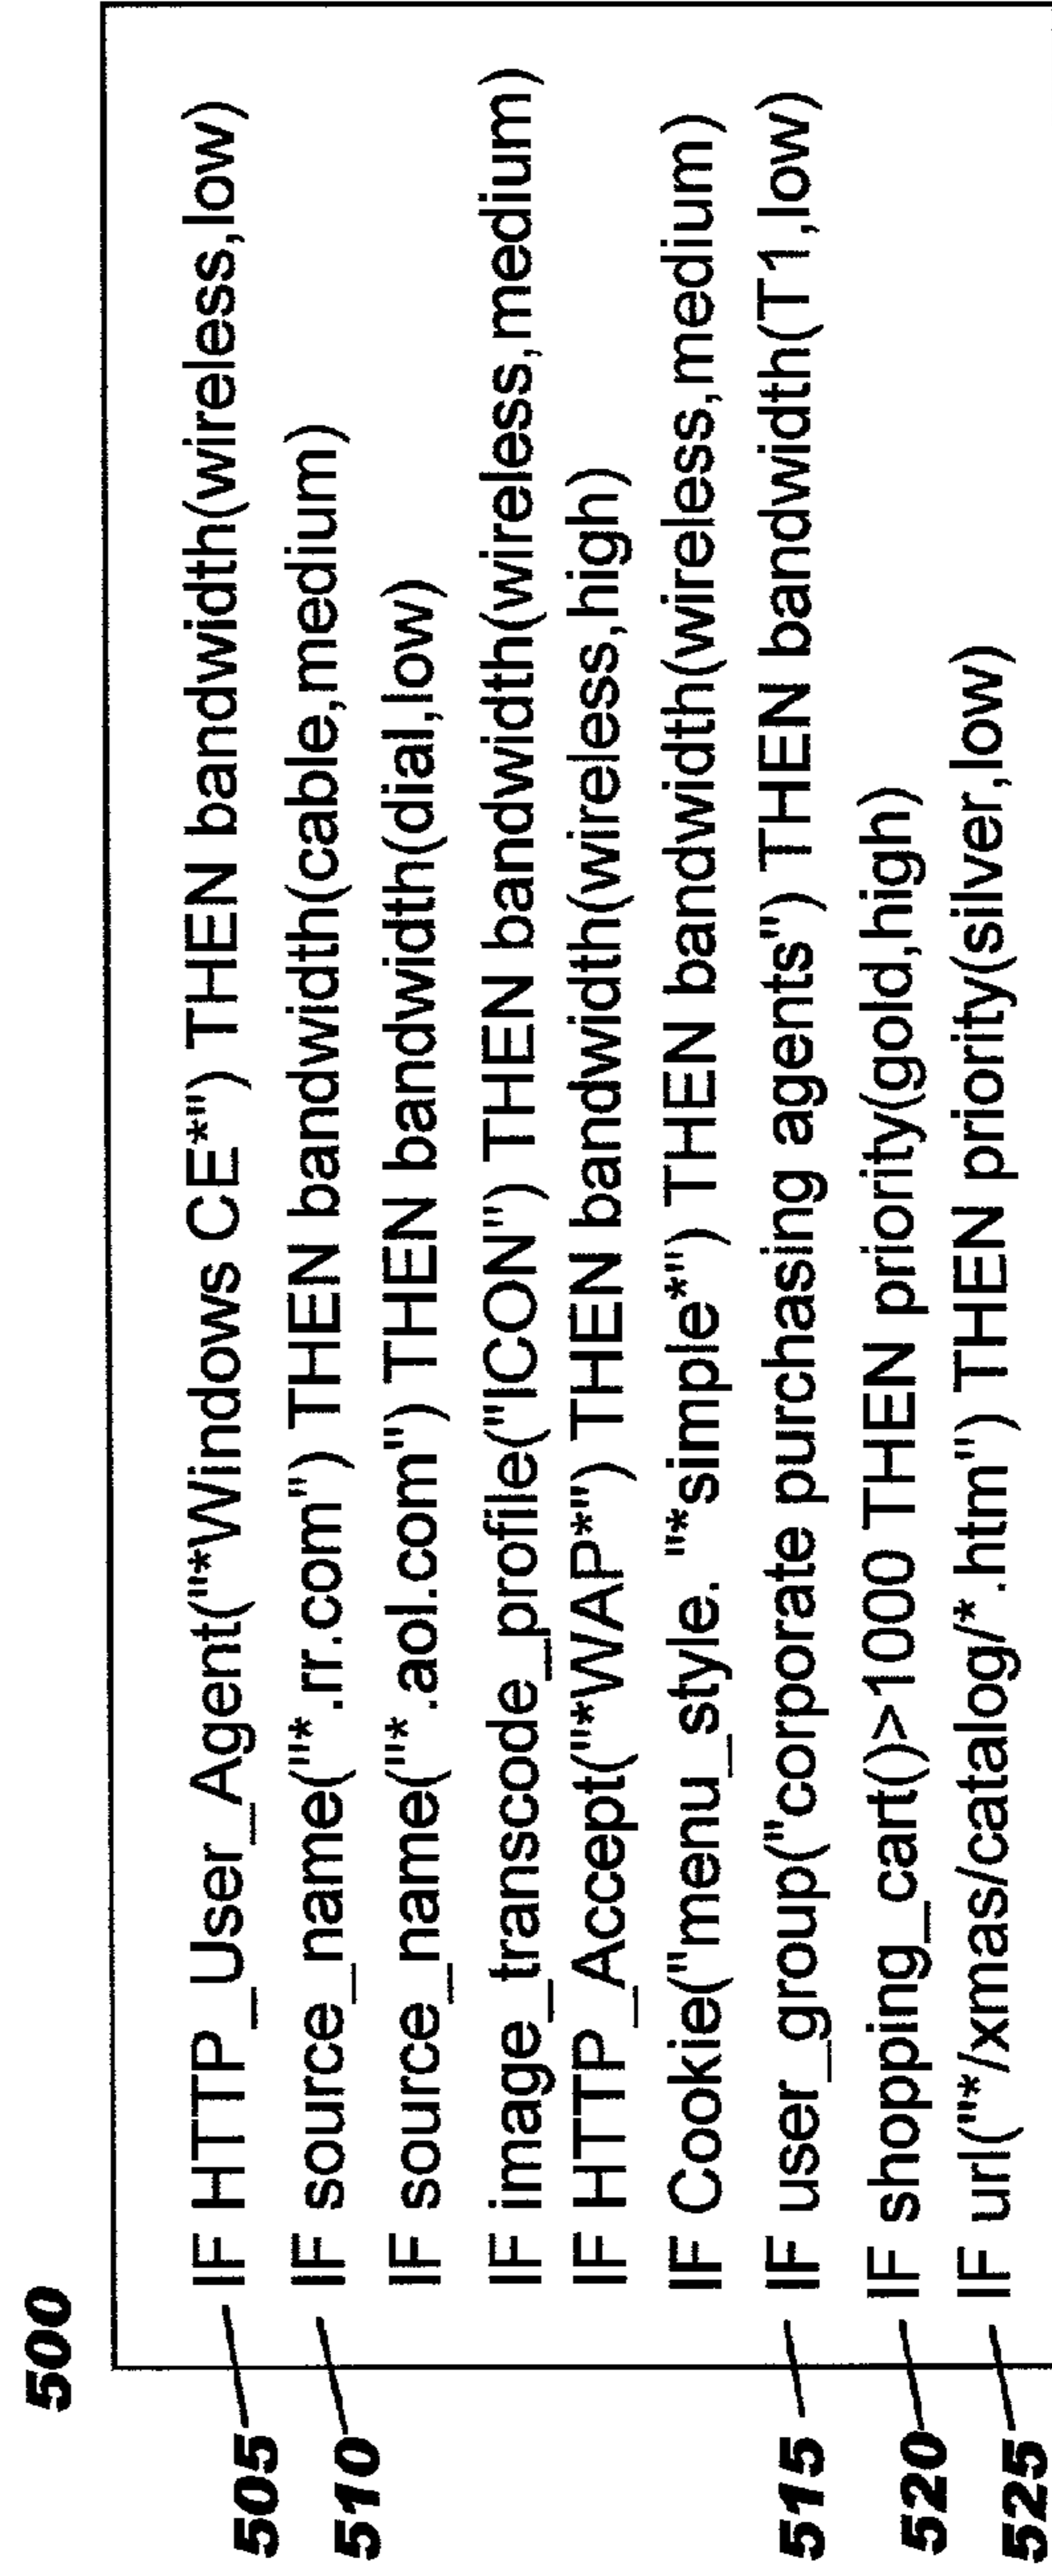 500
505 IF HTTP_User_Agent("*Windows CE*") THEN bandwidth(wireless,low)
510 IF source_name("*.rr.com") THEN bandwidth(cable,medium)
IF source_name("*.aol.com") THEN bandwidth(dial,low)
IF image_transcode_profile("ICON") THEN bandwidth(wireless,medium)
IF HTTP_Accept("*WAP*") THEN bandwidth(wireless,high)
IF Cookie("menu_style. "*simple*") THEN bandwidth(wireless,medium)
515 IF user_group("corporate purchasing agents") THEN bandwidth(T1,low)
520 IF shopping_cart()>1000 THEN priority(gold,high)
525 IF url("*/xmas/catalog/*.htm") THEN priority(silver,low)